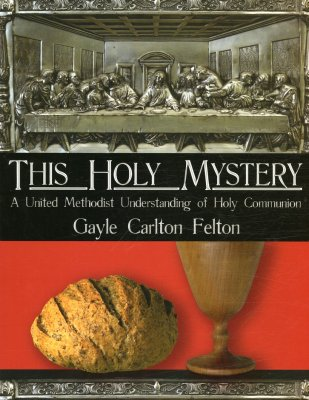 THIS HOLY MYSTERY
A United Methodist Understanding of Holy Communion
Gayle Carlton Felton